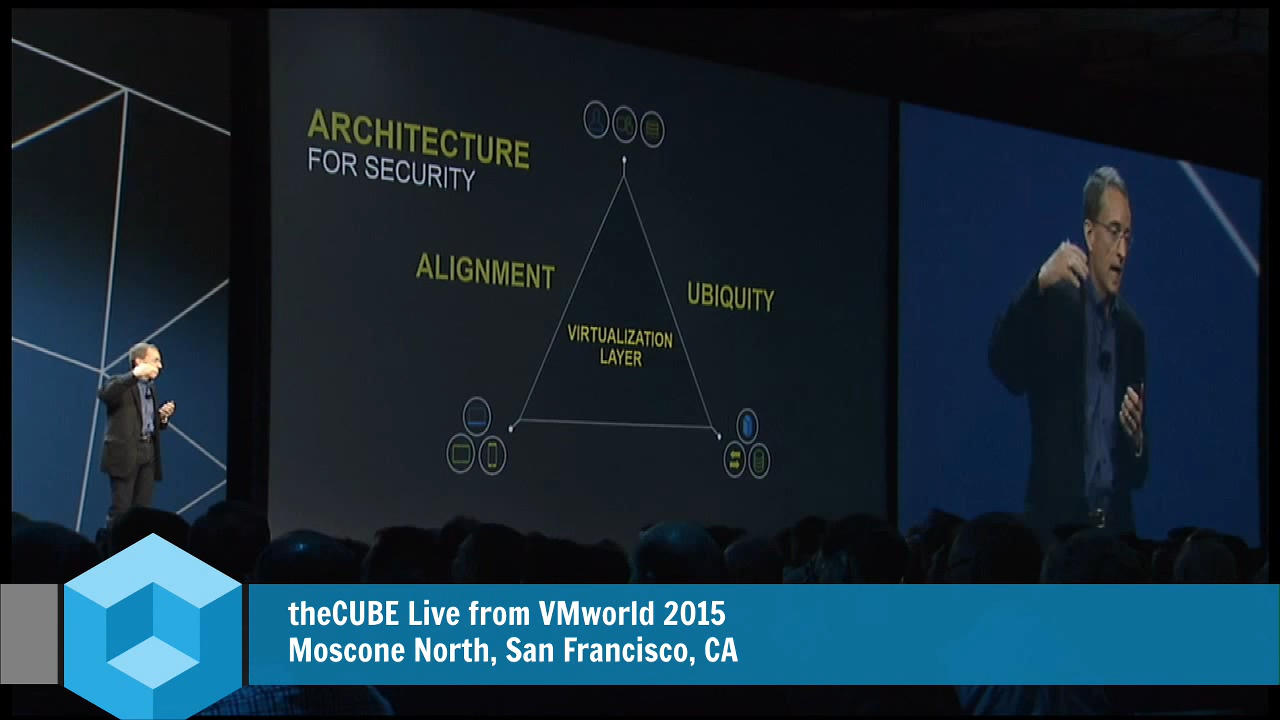 ARCHITECTURE
FOR SECURITY
ALIGNMENT
UBIQUITY
VIRTUALIZATION
LAYER
theCUBE Live from VMworld 2015
Moscone North, San Francisco, CA